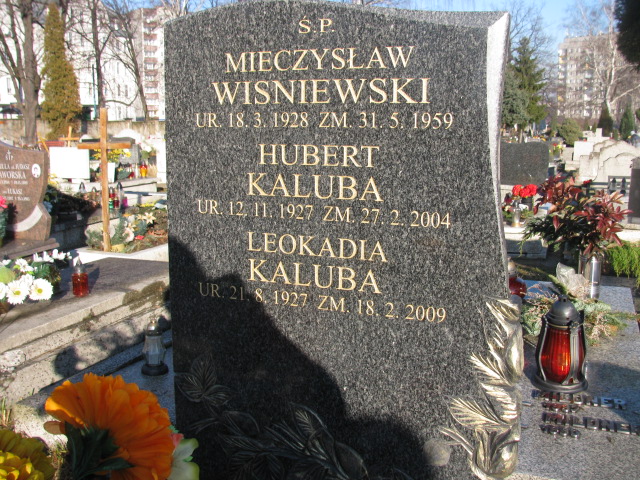 Ś.P.
MIECZYSŁAW
WISNIEWSKI
UR. 18. 3. 1928 ZM. 31. 5. 1959
HUBERT
KALUBA
UR. 12. 11. 1927 ZM. 27. 2. 2004
LEOKADIA
KALUBA
UR. 21. 8. 1927 ZM. 18. 2. 2009